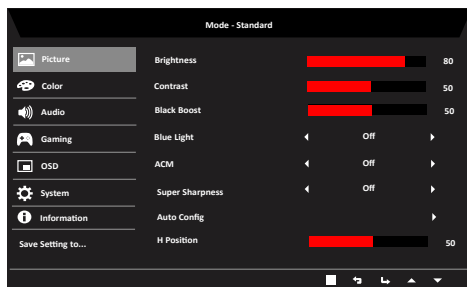 Mode - Standard
Picture
Brightness 80
Color
Contrast 50
Audio
Black Boost 50
Gaming
Blue Light Off
OSD
ACM Off
System
Super Sharpness Off
Information
Auto Config
Save Setting to...
H Position 50